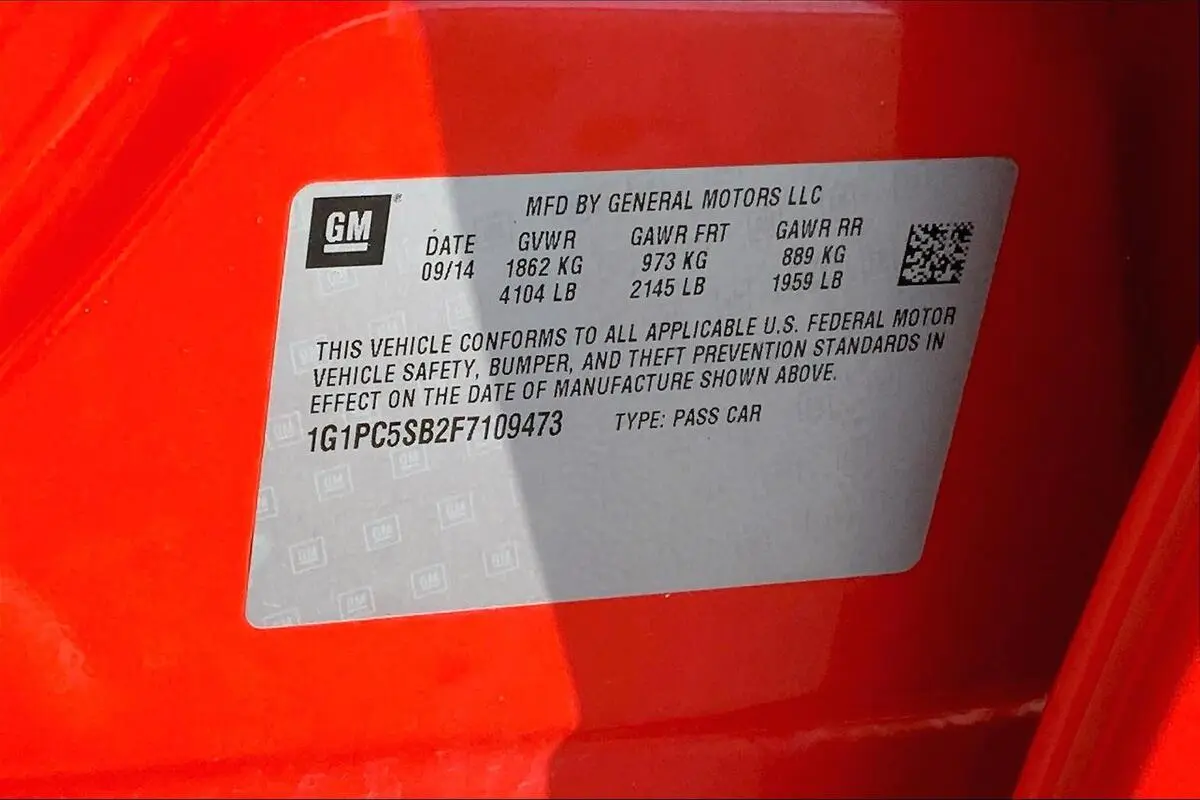 GM®
MFD BY GENERAL MOTORS LLC
DATE GVWR GAWR FRT GAWR RR
09/14 1862 KG 973 KG 889 KG
4104 LB 2145 LB 1959 LB
THIS VEHICLE CONFORMS TO ALL APPLICABLE U.S. FEDERAL MOTOR
VEHICLE SAFETY, BUMPER, AND THEFT PREVENTION STANDARDS IN
EFFECT ON THE DATE OF MANUFACTURE SHOWN ABOVE.
1G1PC5SB2F7109473 TYPE: PASS CAR